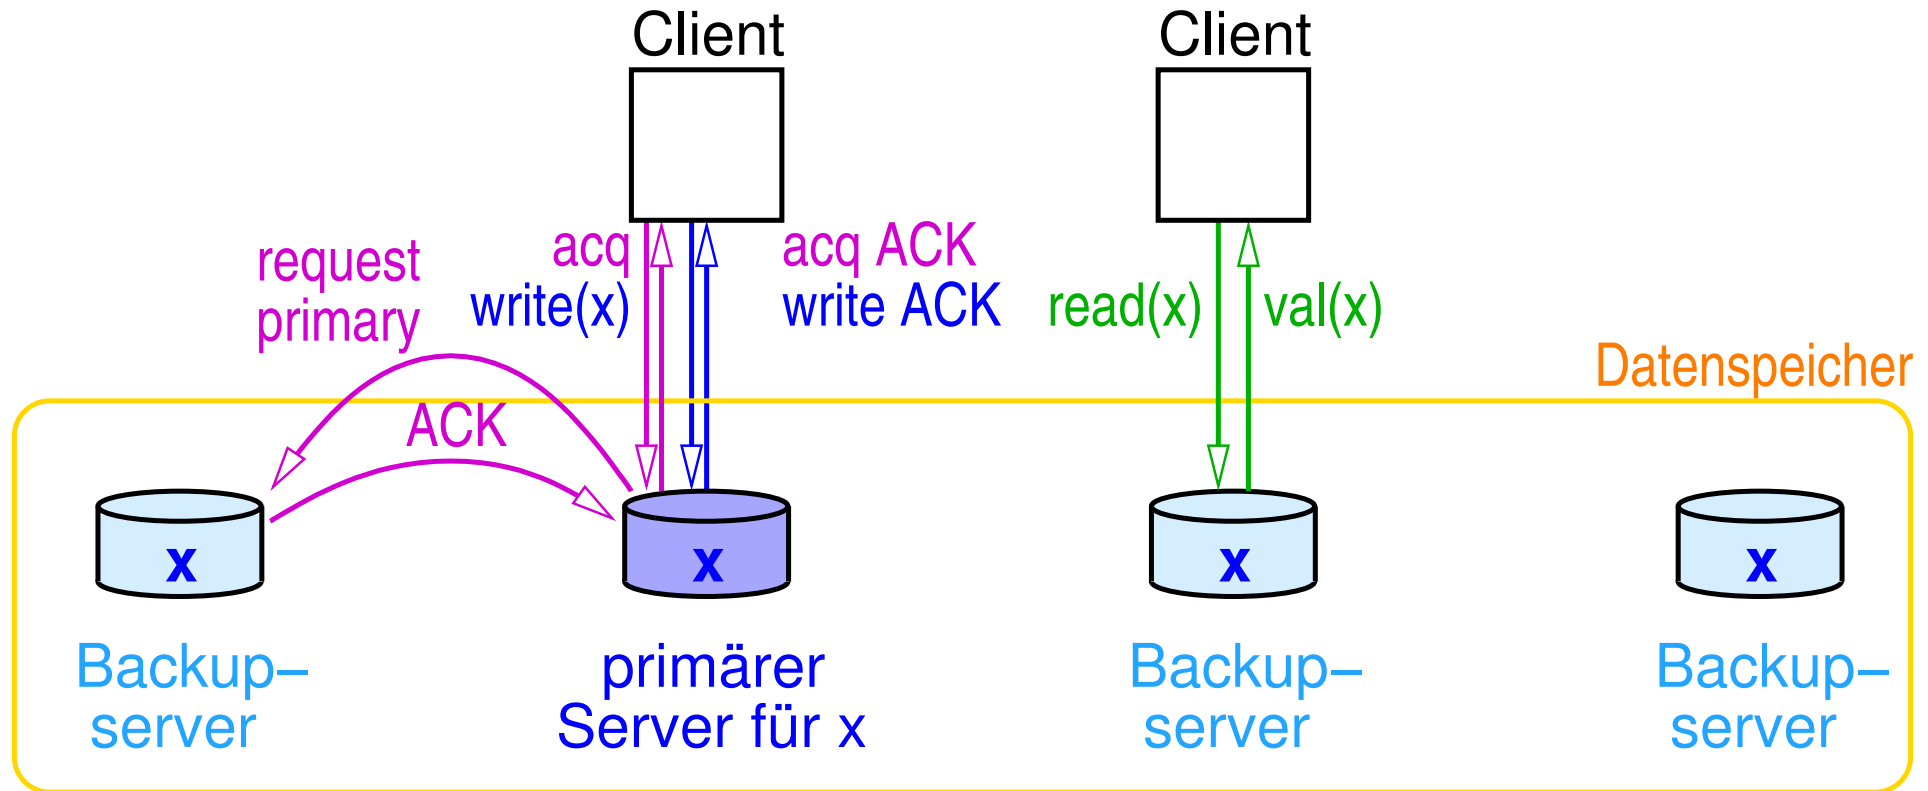 Client
Client
request
primary
acq
write(x)
acq ACK
write ACK
read(x)
val(x)
Datenspeicher
ACK
x
x
x
x
Backup–
server
primärer
Server für x
Backup–
server
Backup–
server